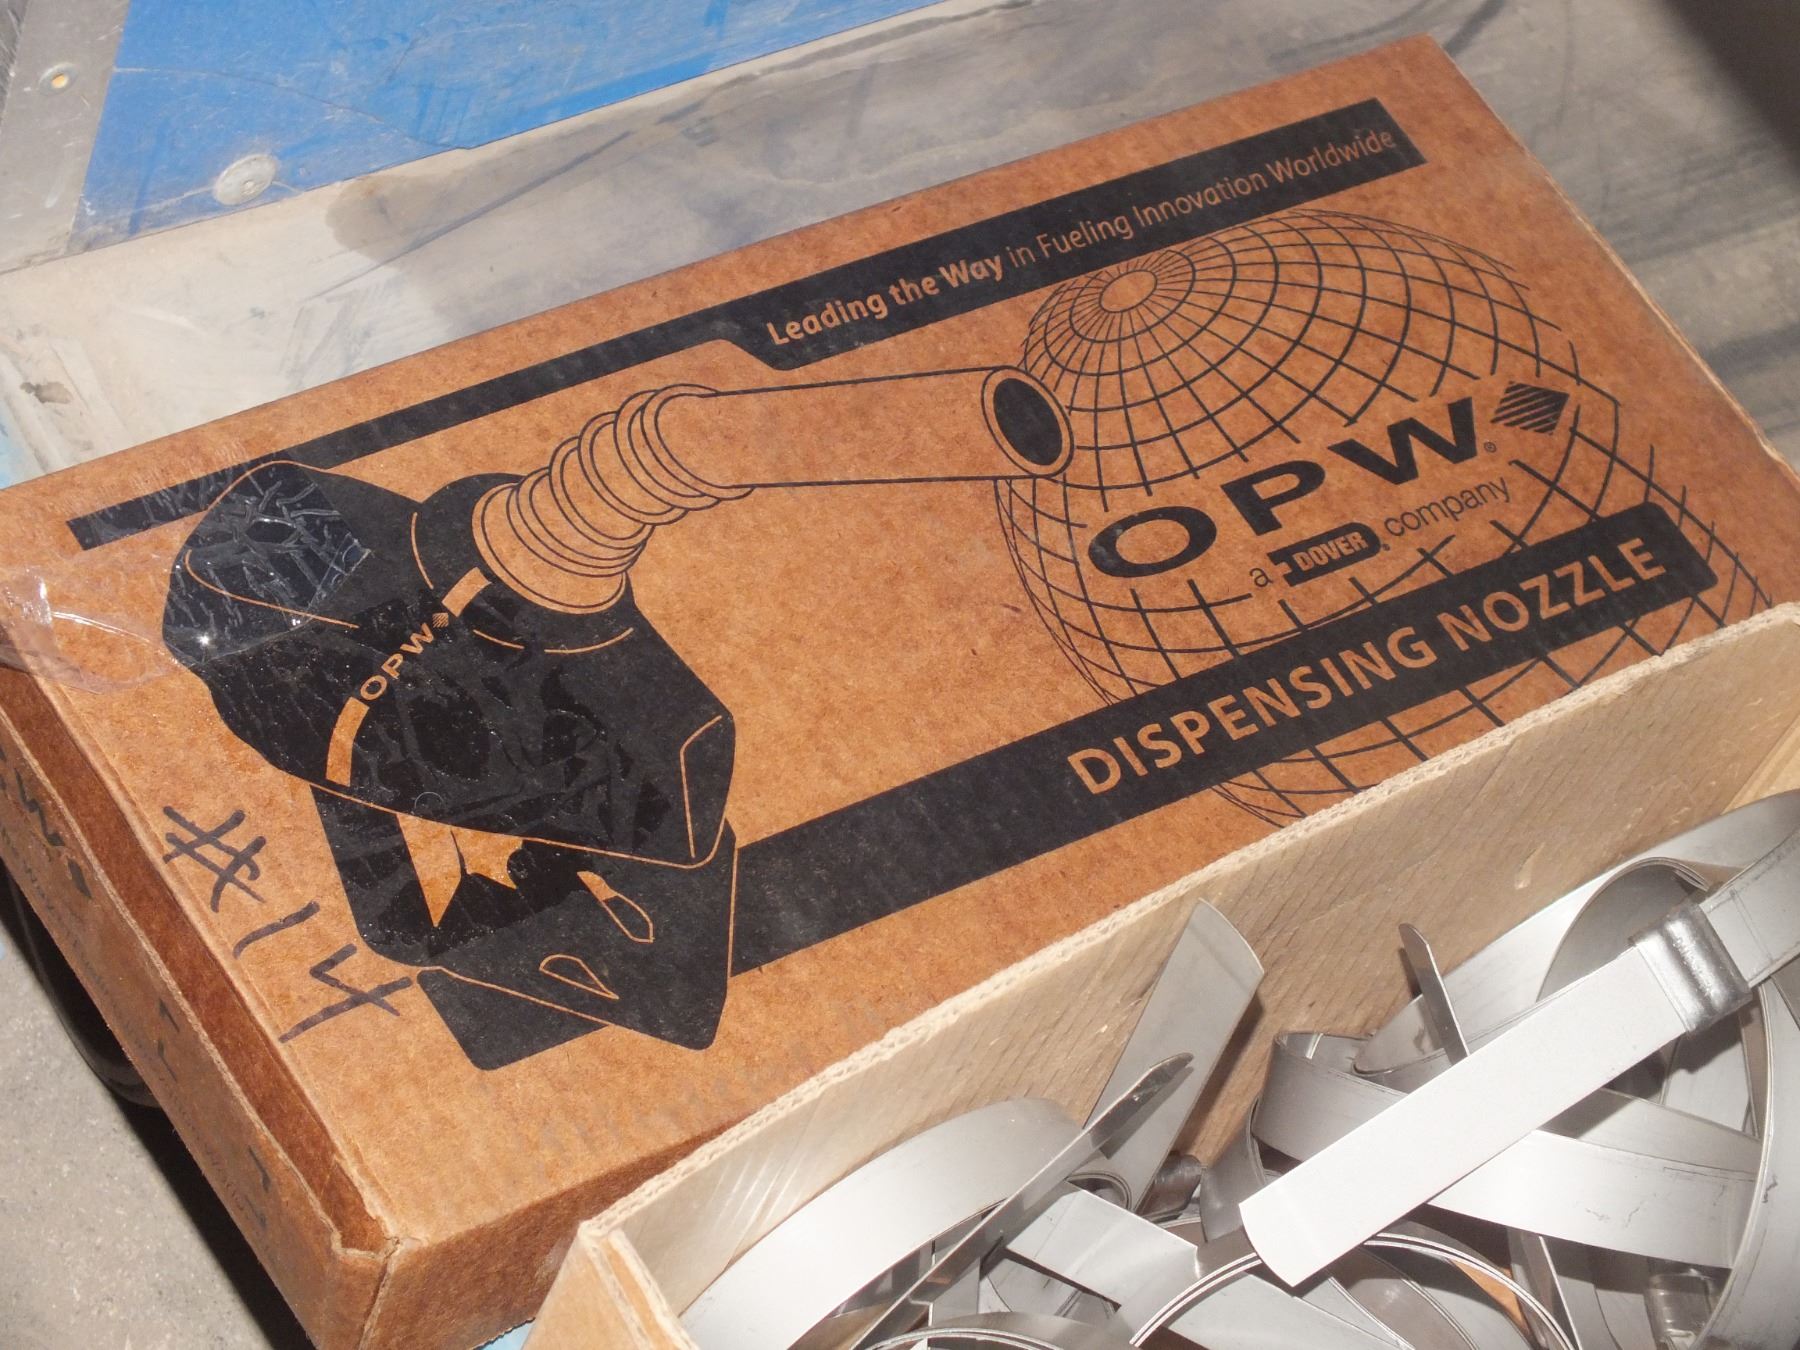 Leading the Way in Fueling Innovation Worldwide
OPW®
a DOVER company
DISPENSING NOZZLE
OPW
#14